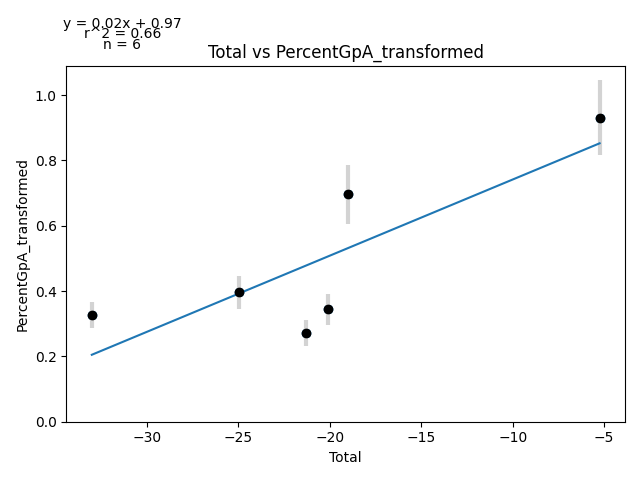 y = 0.02x + 0.97
r^2 = 0.66
n = 6
Total vs PercentGpA_transformed
PercentGpA_transformed
1.0
0.8
0.6
0.4
0.2
0.0
−30
−25
−20
−15
−10
−5
Total